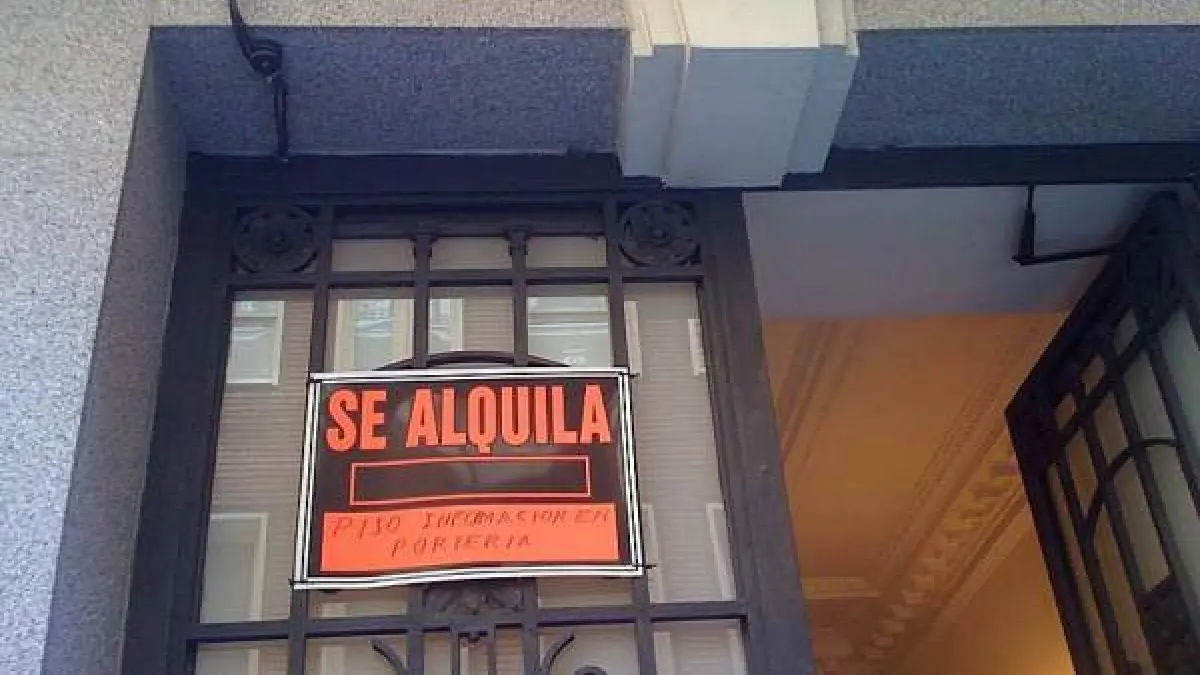 SE ALQUILA
PISO INFORMACION EN
PORTERIA